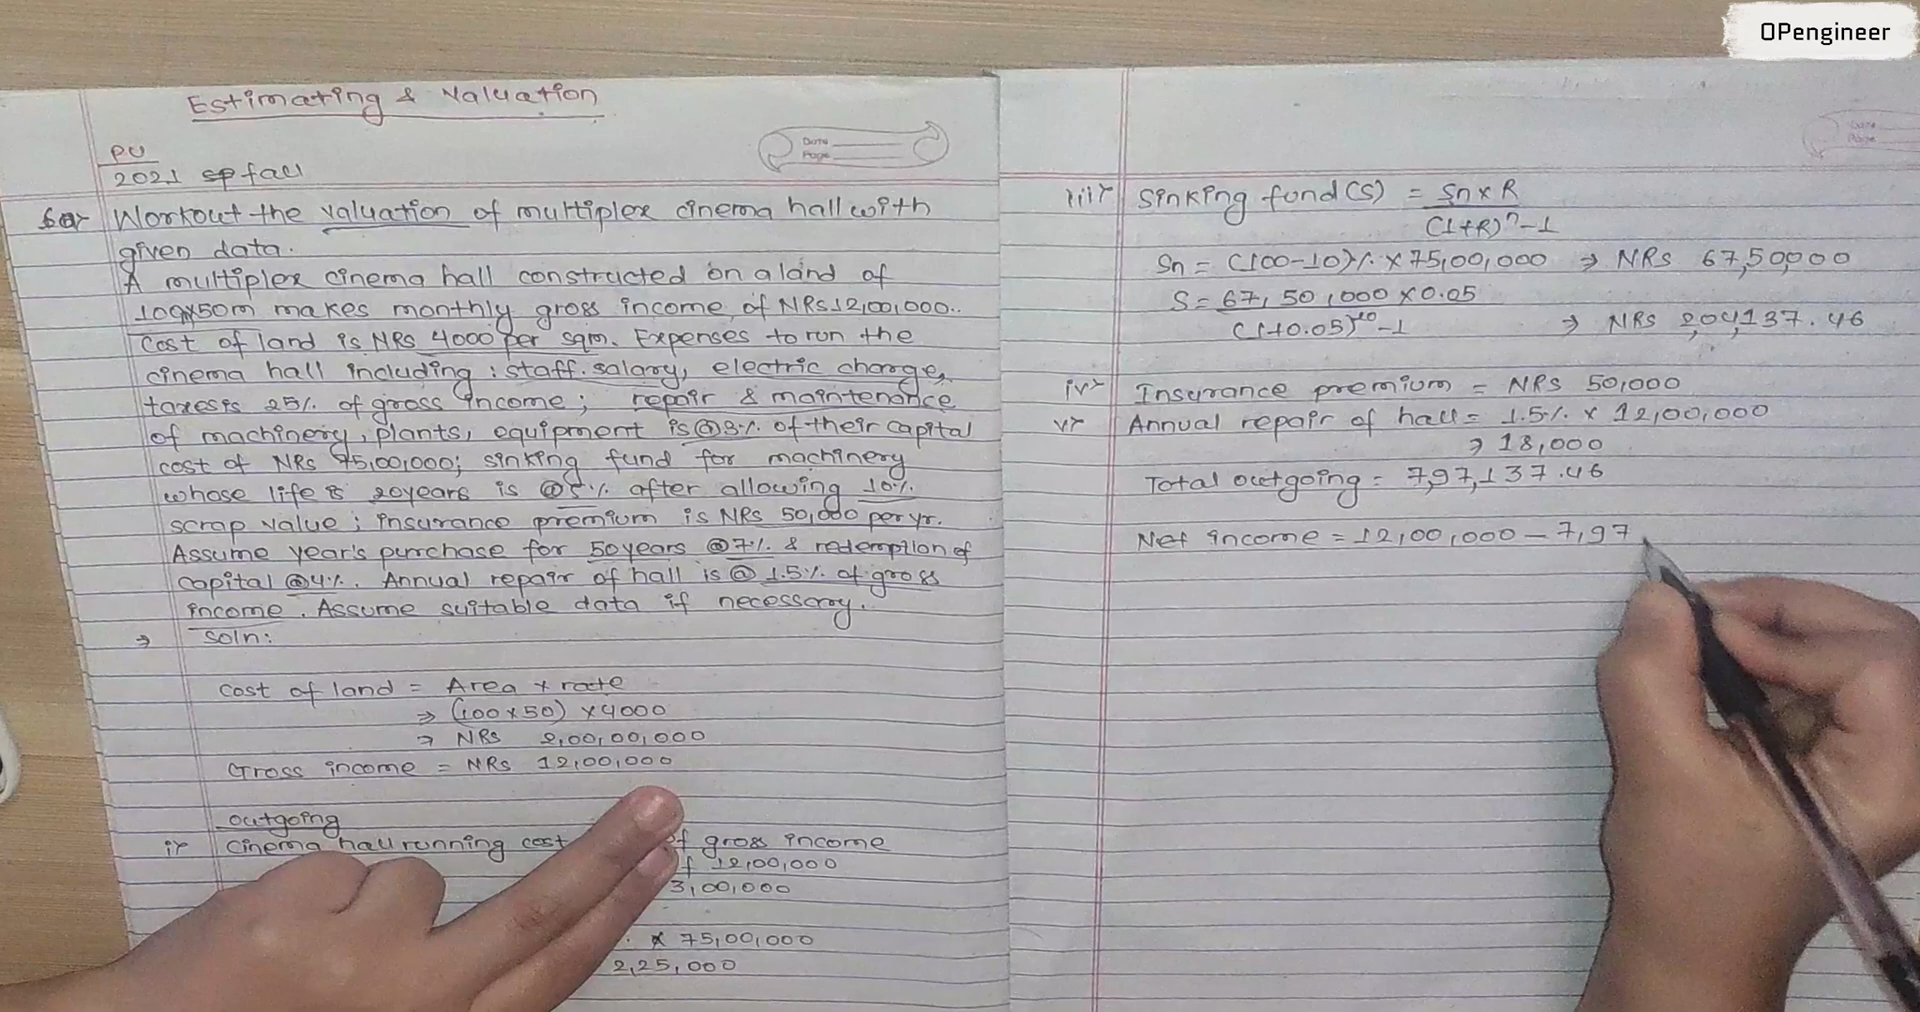 OPengineer
Estimating & Valuation
Date
Page
PU
2021 fall
6a> Workout the valuation of multiplex cinema hall with
given data.
A multiplex cinema hall constructed on a land of
100x50m makes monthly gross income of NRs 12,00,000.
Cost of land is NRs 4000 per sqm. Expenses to run the
cinema hall including : staff salary, electric charge,
taxes is 25% of gross income; repair & maintenance
of machinery, plants, equipment is @3% of their capital
cost of NRs 75,00,000; sinking fund for machinery
whose life is 20years is @5% after allowing 10%
scrap value ; insurance premium is NRS 50,000 per yr.
Assume year's purchase for 50years @7% & redemption of
capital @4%. Annual repair of hall is @ 1.5% of gross
income. Assume suitable data if necessary.
→ Soln:
Cost of land = Area x rate
⇒ (100x50) x4000
⇒ NRS 2,00,00,000
Gross income = NRs 12,00,000
outgoing
i> Cinema hall running cost of gross income
12,00,000
3,00,000
x 75,00,000
2,25,000
Date
Page
iii> Sinking fund (S) = Sn x R
(1+R)ⁿ-1
Sn = (100-10)% x 75,00,000 ⇒ NRS 67,50,000
S = 67,50,000 x 0.05
(1+0.05)²⁰-1 ⇒ NRS 2,04,137.46
iv> Insurance premium = NRS 50,000
v> Annual repair of hall = 1.5% x 12,00,000
⇒ 18,000
Total outgoing = 7,97,137.46
Net income = 12,00,000 - 7,97